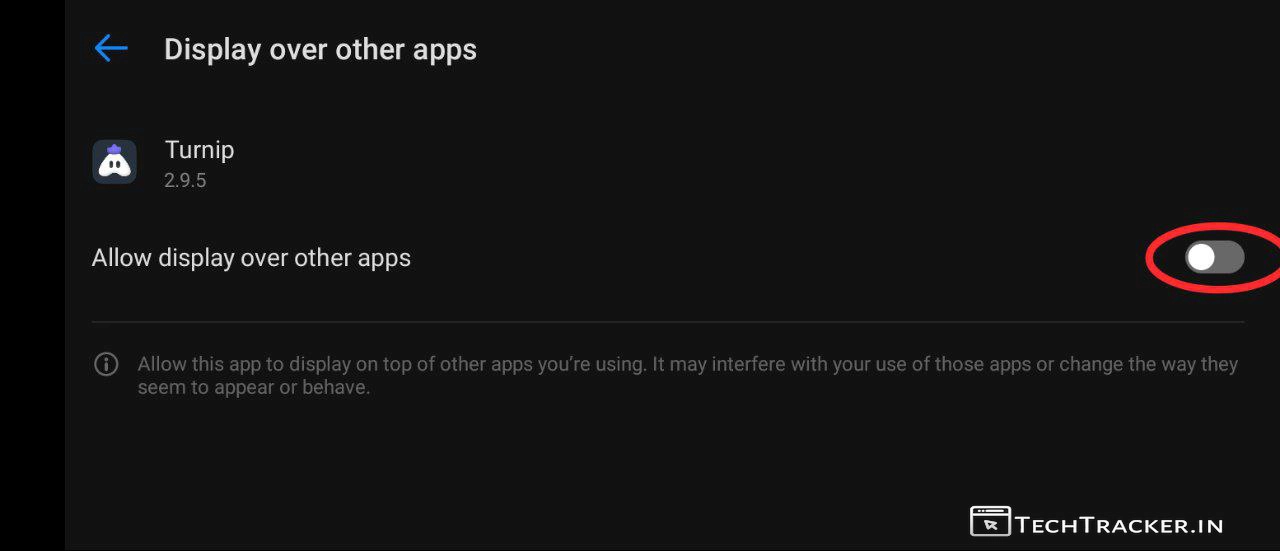 Display over other apps
Turnip
2.9.5
Allow display over other apps
Allow this app to display on top of other apps you’re using. It may interfere with your use of those apps or change the way they
seem to appear or behave.
TECHTRACKER.IN